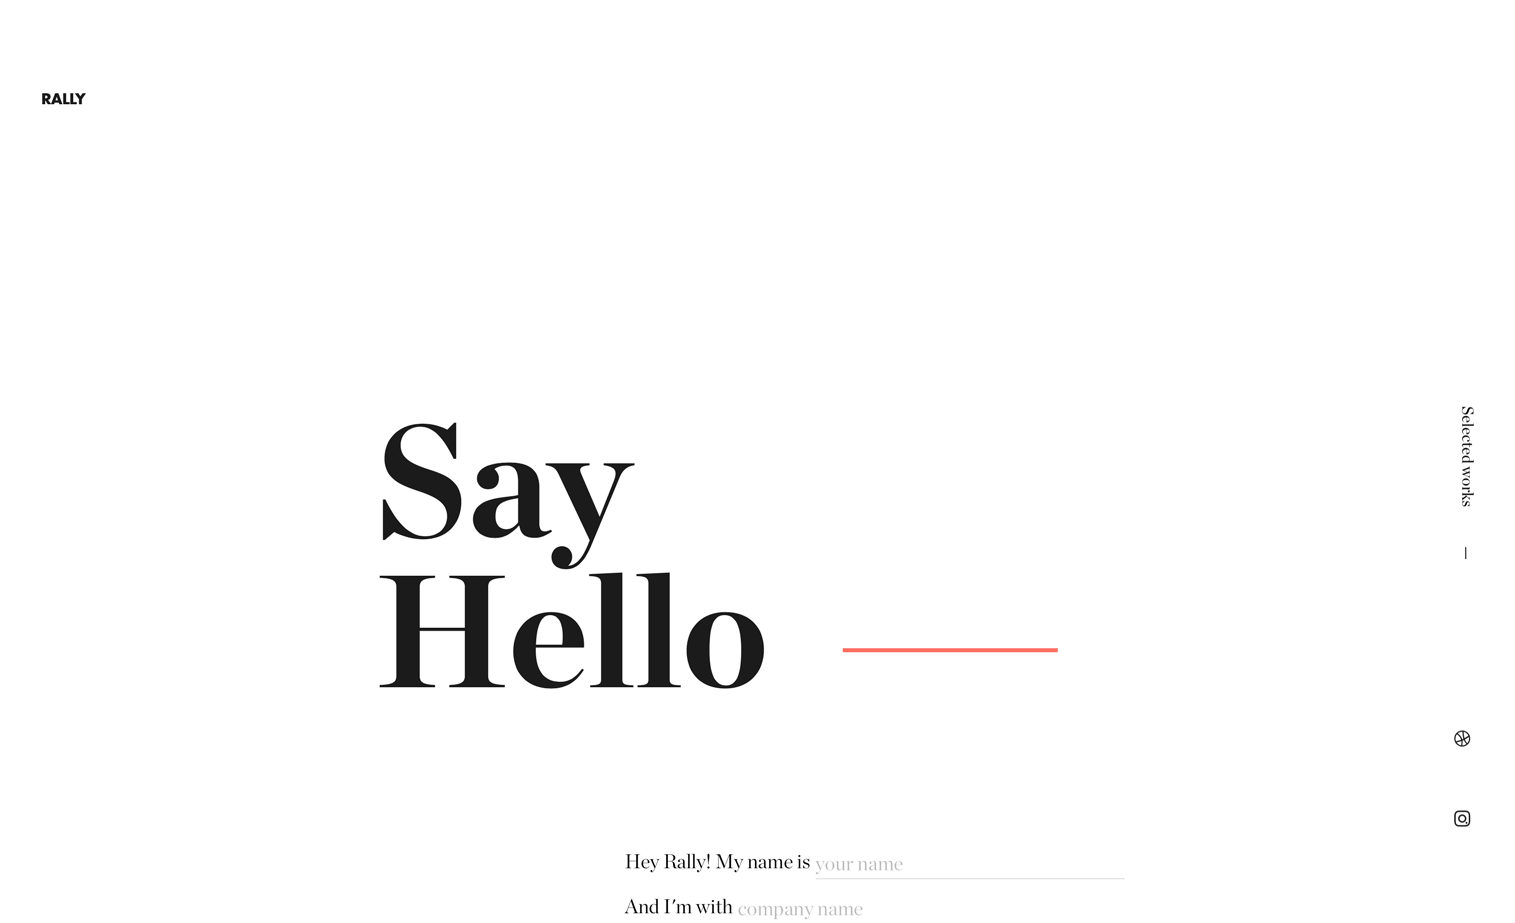 RALLY
Say
Hello
Selected works
—
Hey Rally! My name is your name
And I'm with company name